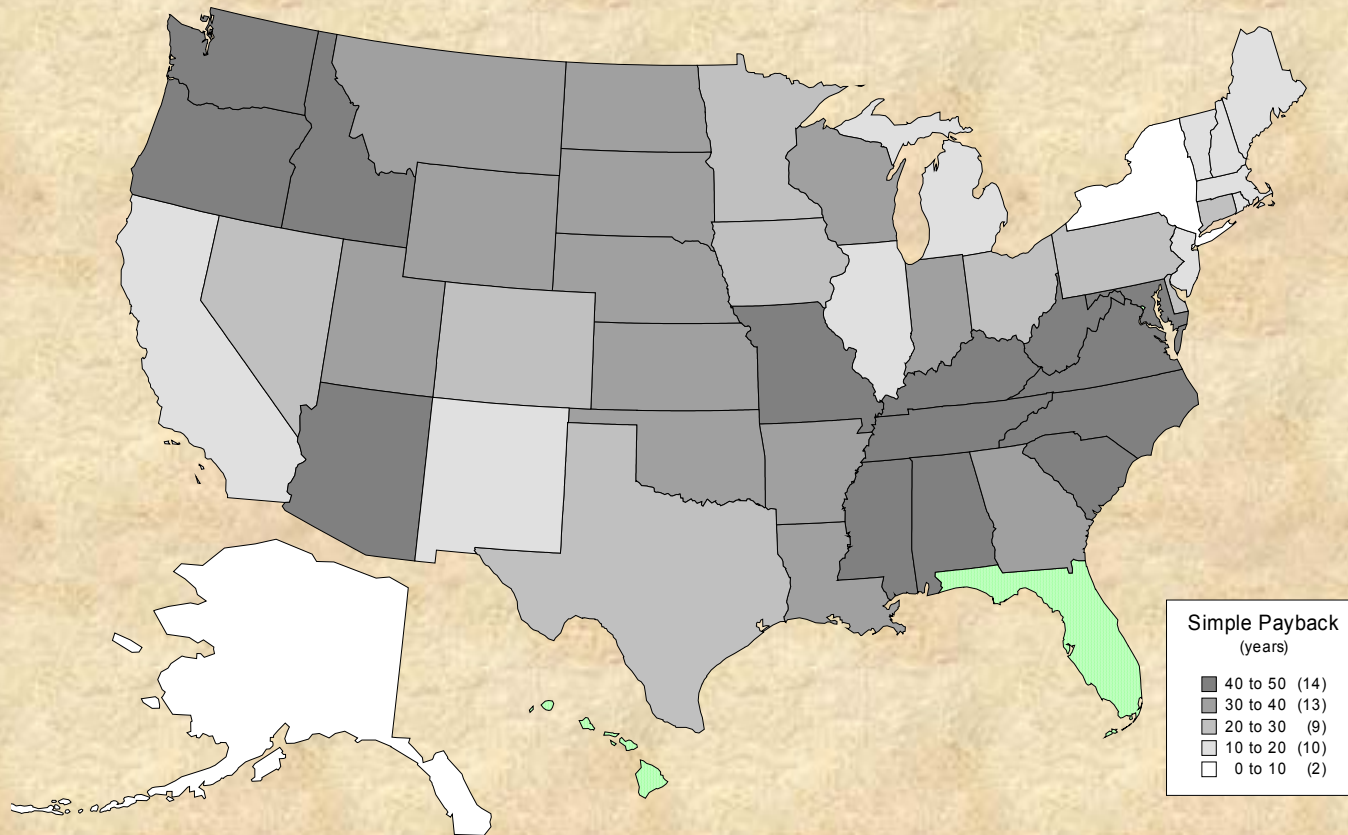 Simple Payback
(years)
40 to 50 (14)
30 to 40 (13)
20 to 30 (9)
10 to 20 (10)
0 to 10 (2)